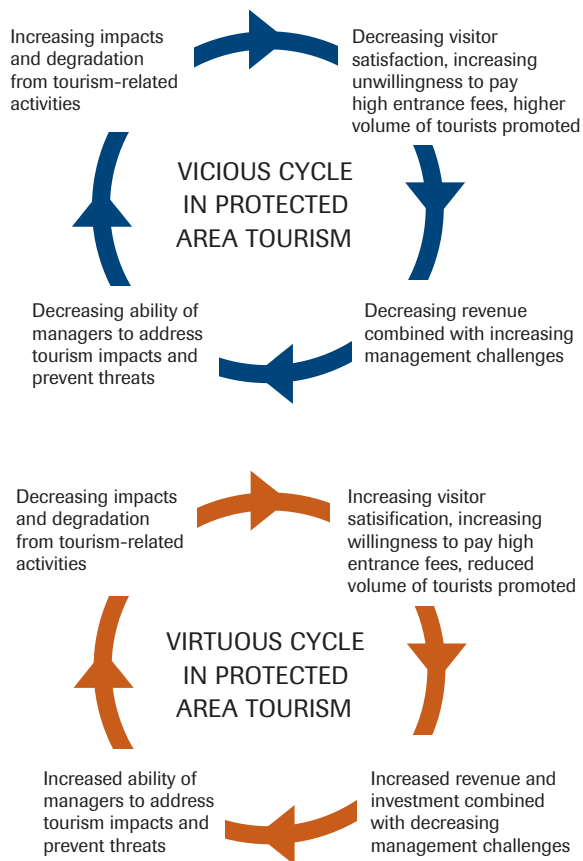 Increasing impacts
and degradation
from tourism-related
activities
Decreasing visitor
satisfaction, increasing
unwillingness to pay
high entrance fees, higher
volume of tourists promoted
VICIOUS CYCLE
IN PROTECTED
AREA TOURISM
Decreasing ability of
managers to address
tourism impacts and
prevent threats
Decreasing revenue
combined with increasing
management challenges
Decreasing impacts
and degradation
from tourism-related
activities
Increasing visitor
satisification, increasing
willingness to pay high
entrance fees, reduced
volume of tourists promoted
VIRTUOUS CYCLE
IN PROTECTED
AREA TOURISM
Increased ability of
managers to address
tourism impacts and
prevent threats
Increased revenue and
investment combined
with decreasing
management challenges